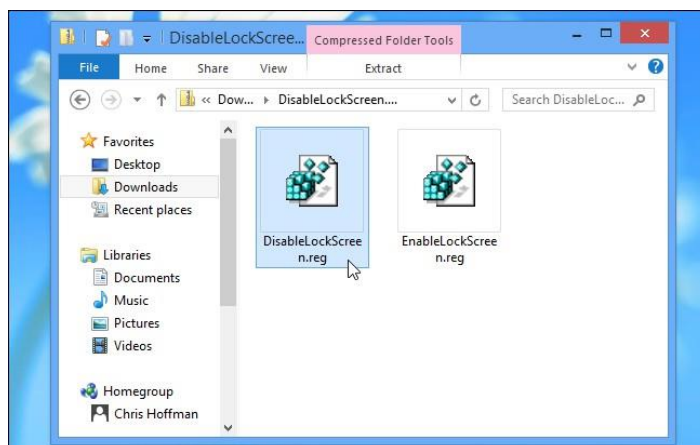 DisableLockScree...
Compressed Folder Tools
File
Home
Share
View
Extract
« Dow...
DisableLockScreen....
Search DisableLoc...
Favorites
Desktop
Downloads
Recent places
Libraries
Documents
Music
Pictures
Videos
Homegroup
Chris Hoffman
DisableLockScree
n.reg
EnableLockScree
n.reg